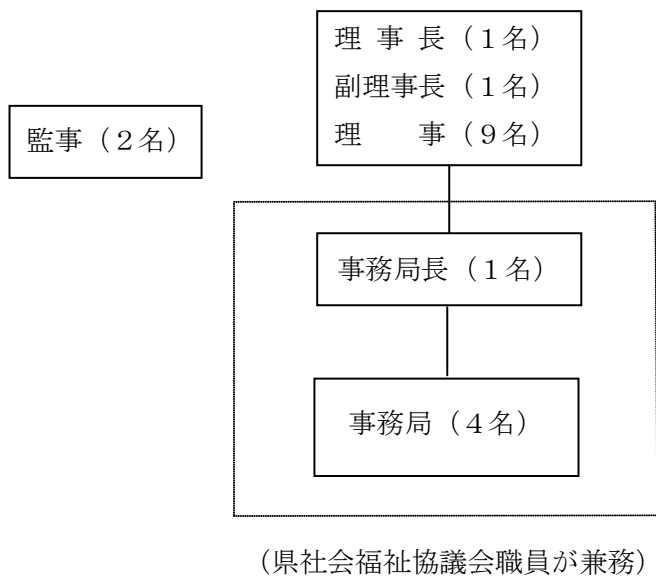 理 事 長（１名）
副理事長（１名）
理　　事（９名）
監事（２名）
事務局長（１名）
事務局（４名）
（県社会福祉協議会職員が兼務）